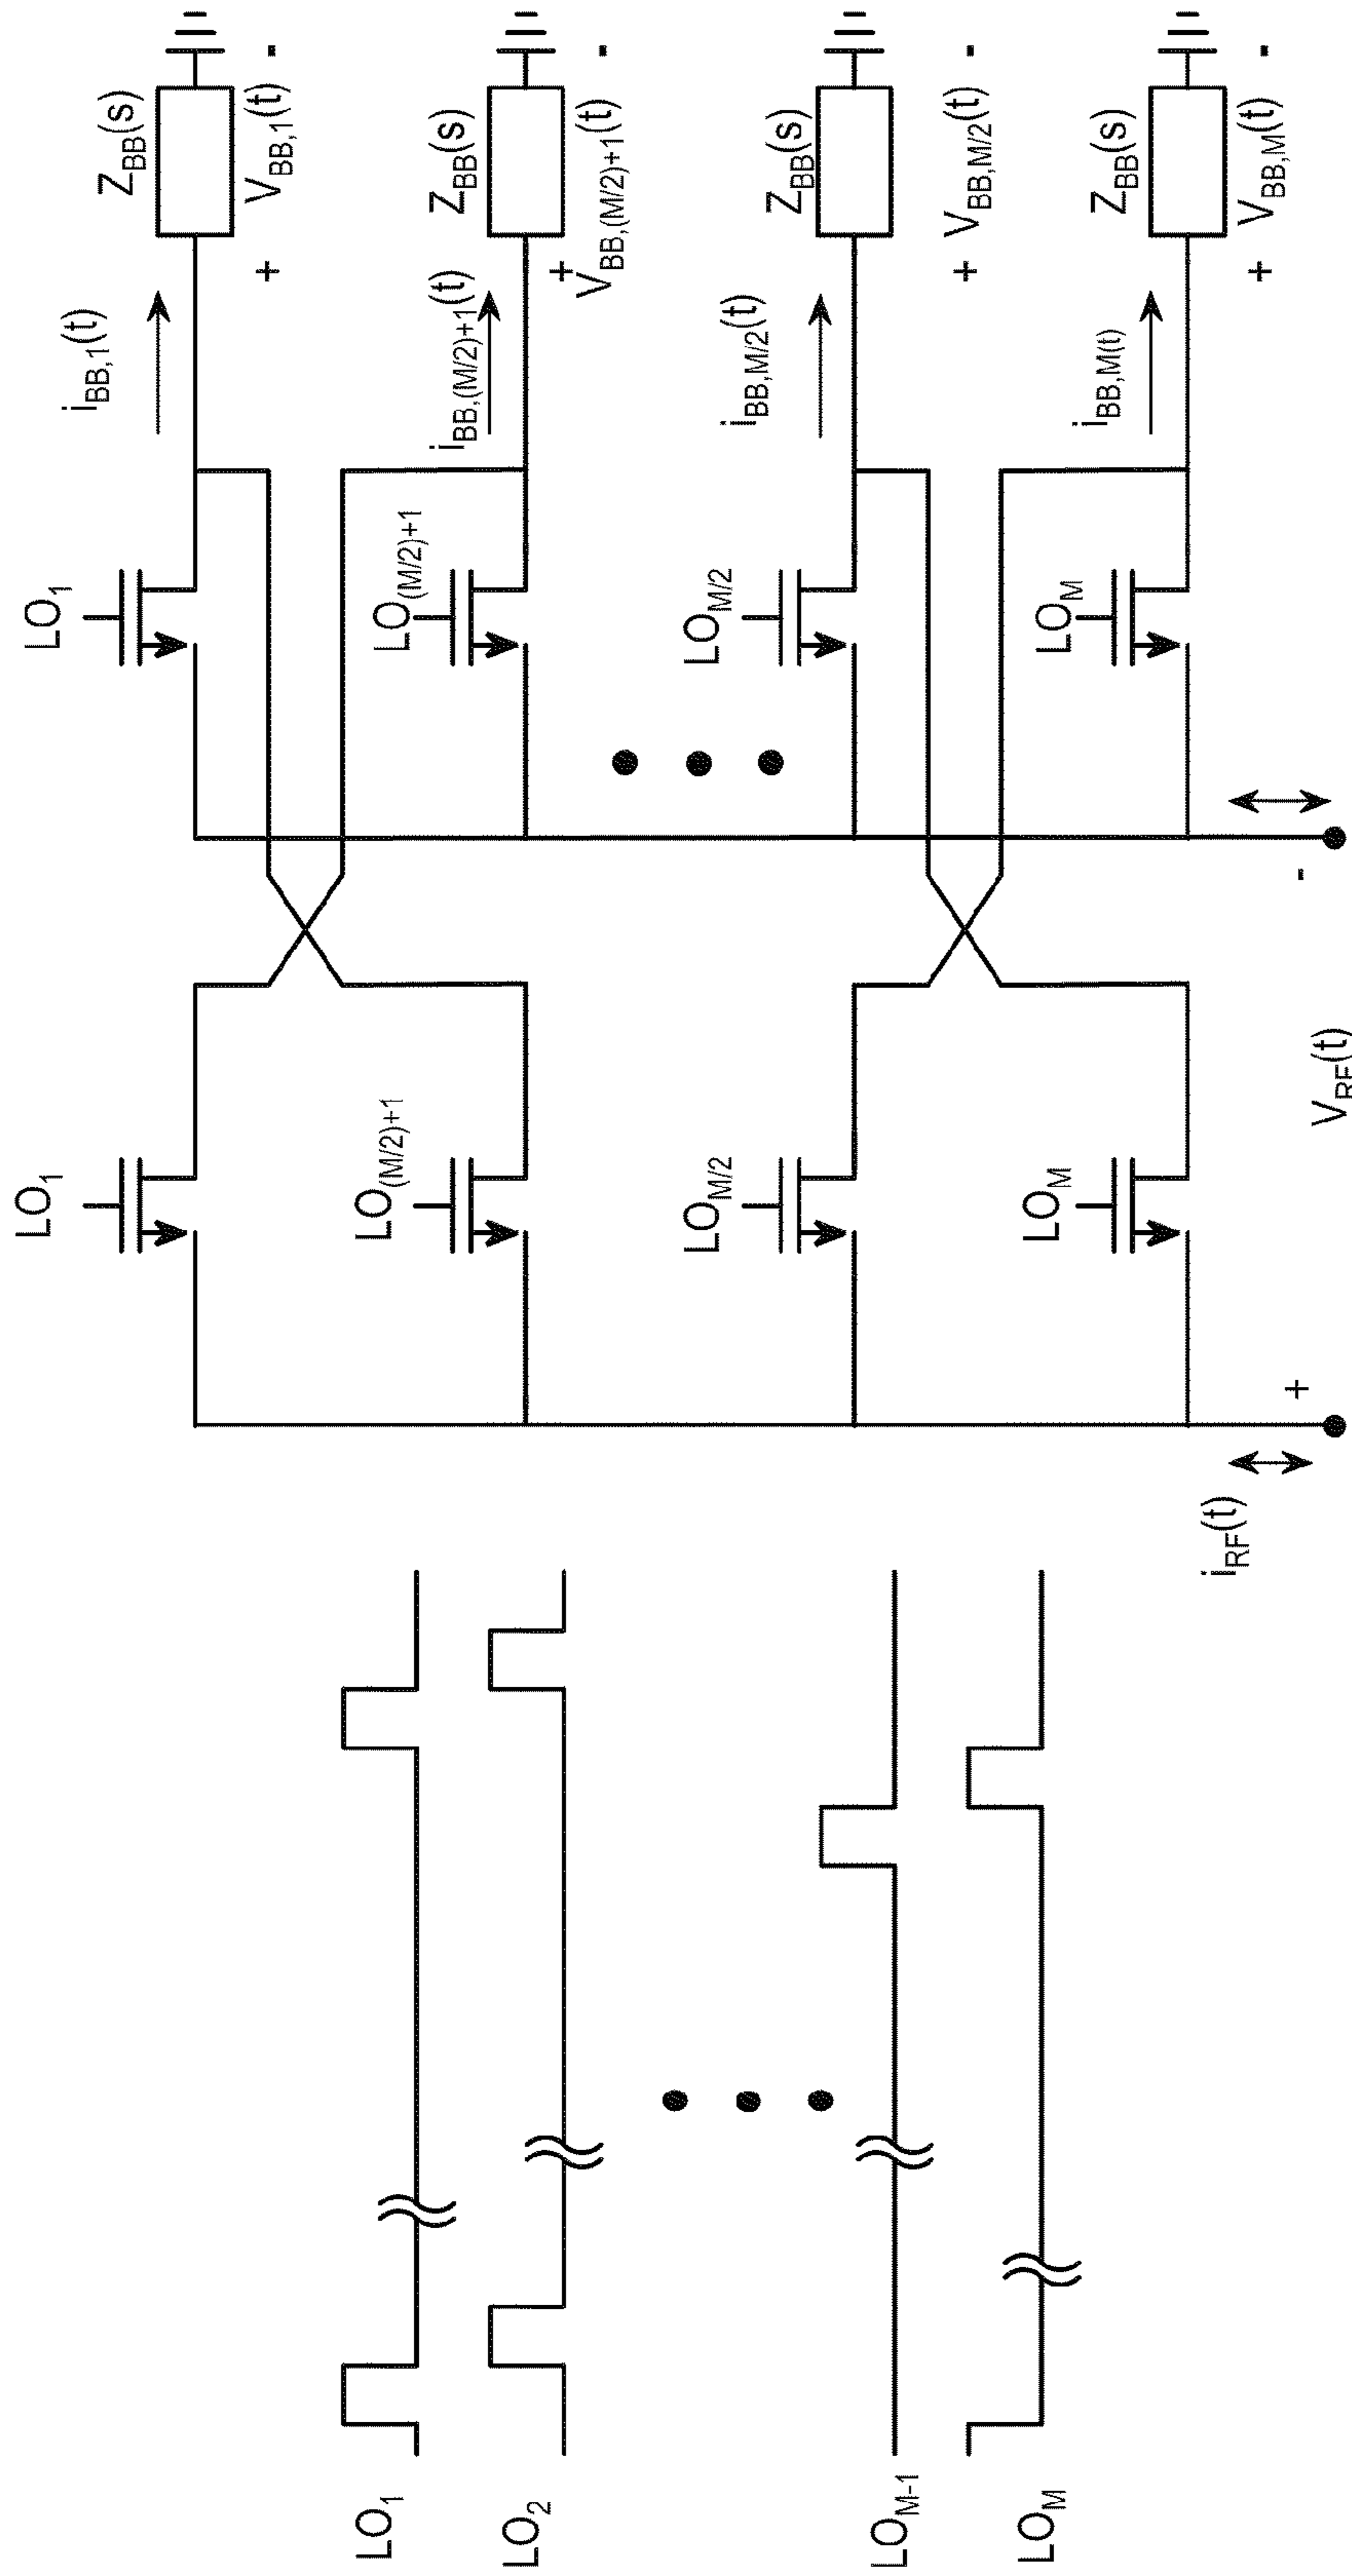 LO1
LO2
LOM-1
LOM
iRF(t)
+
VRF(t)
-
LO1
LO(M/2)+1
LOM/2
LOM
LO1
LO(M/2)+1
LOM/2
LOM
iBB,1(t)
iBB,(M/2)+1(t)
iBB,M/2(t)
iBB,M(t)
ZBB(s)
+ VBB,1(t) -
ZBB(s)
+ VBB,(M/2)+1(t) -
ZBB(s)
+ VBB,M/2(t) -
ZBB(s)
+ VBB,M(t) -